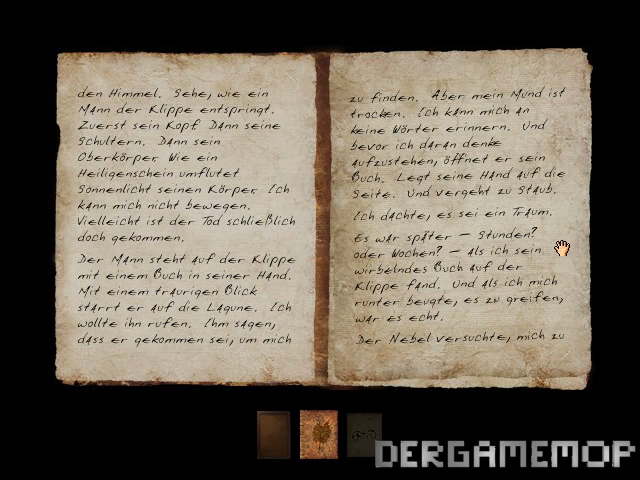 den Himmel. Sehe, wie ein
Mann der Klippe entspringt.
Zuerst sein Kopf. Dann seine
Schultern. Dann sein
Oberkörper. Wie ein
Heiligenschein umflutet
Sonnenlicht seinen Körper. Ich
kann mich nicht bewegen.
Vielleicht ist der Tod schließlich
doch gekommen.
Der Mann steht auf der Klippe
mit einem Buch in seiner Hand.
Mit einem traurigen Blick
starrt er auf die Lagune. Ich
wollte ihn rufen. Ihm sagen,
dass er gekommen sei, um mich
zu finden. Aber mein Mund ist
trocken. Ich kann mich an
keine Wörter erinnern. Und
bevor ich daran denke
aufzustehen, öffnet er sein
Buch. Legt seine Hand auf die
Seite. Und vergeht zu Staub.
Ich dachte, es sei ein Traum.
Es war später – Stunden?
oder Wochen? – als ich sein
wirbelndes Buch auf der
Klippe fand. Und als ich mich
runter beugte, es zu greifen,
war es echt.
Der Nebel versuchte, mich zu
DERGAMEMOP